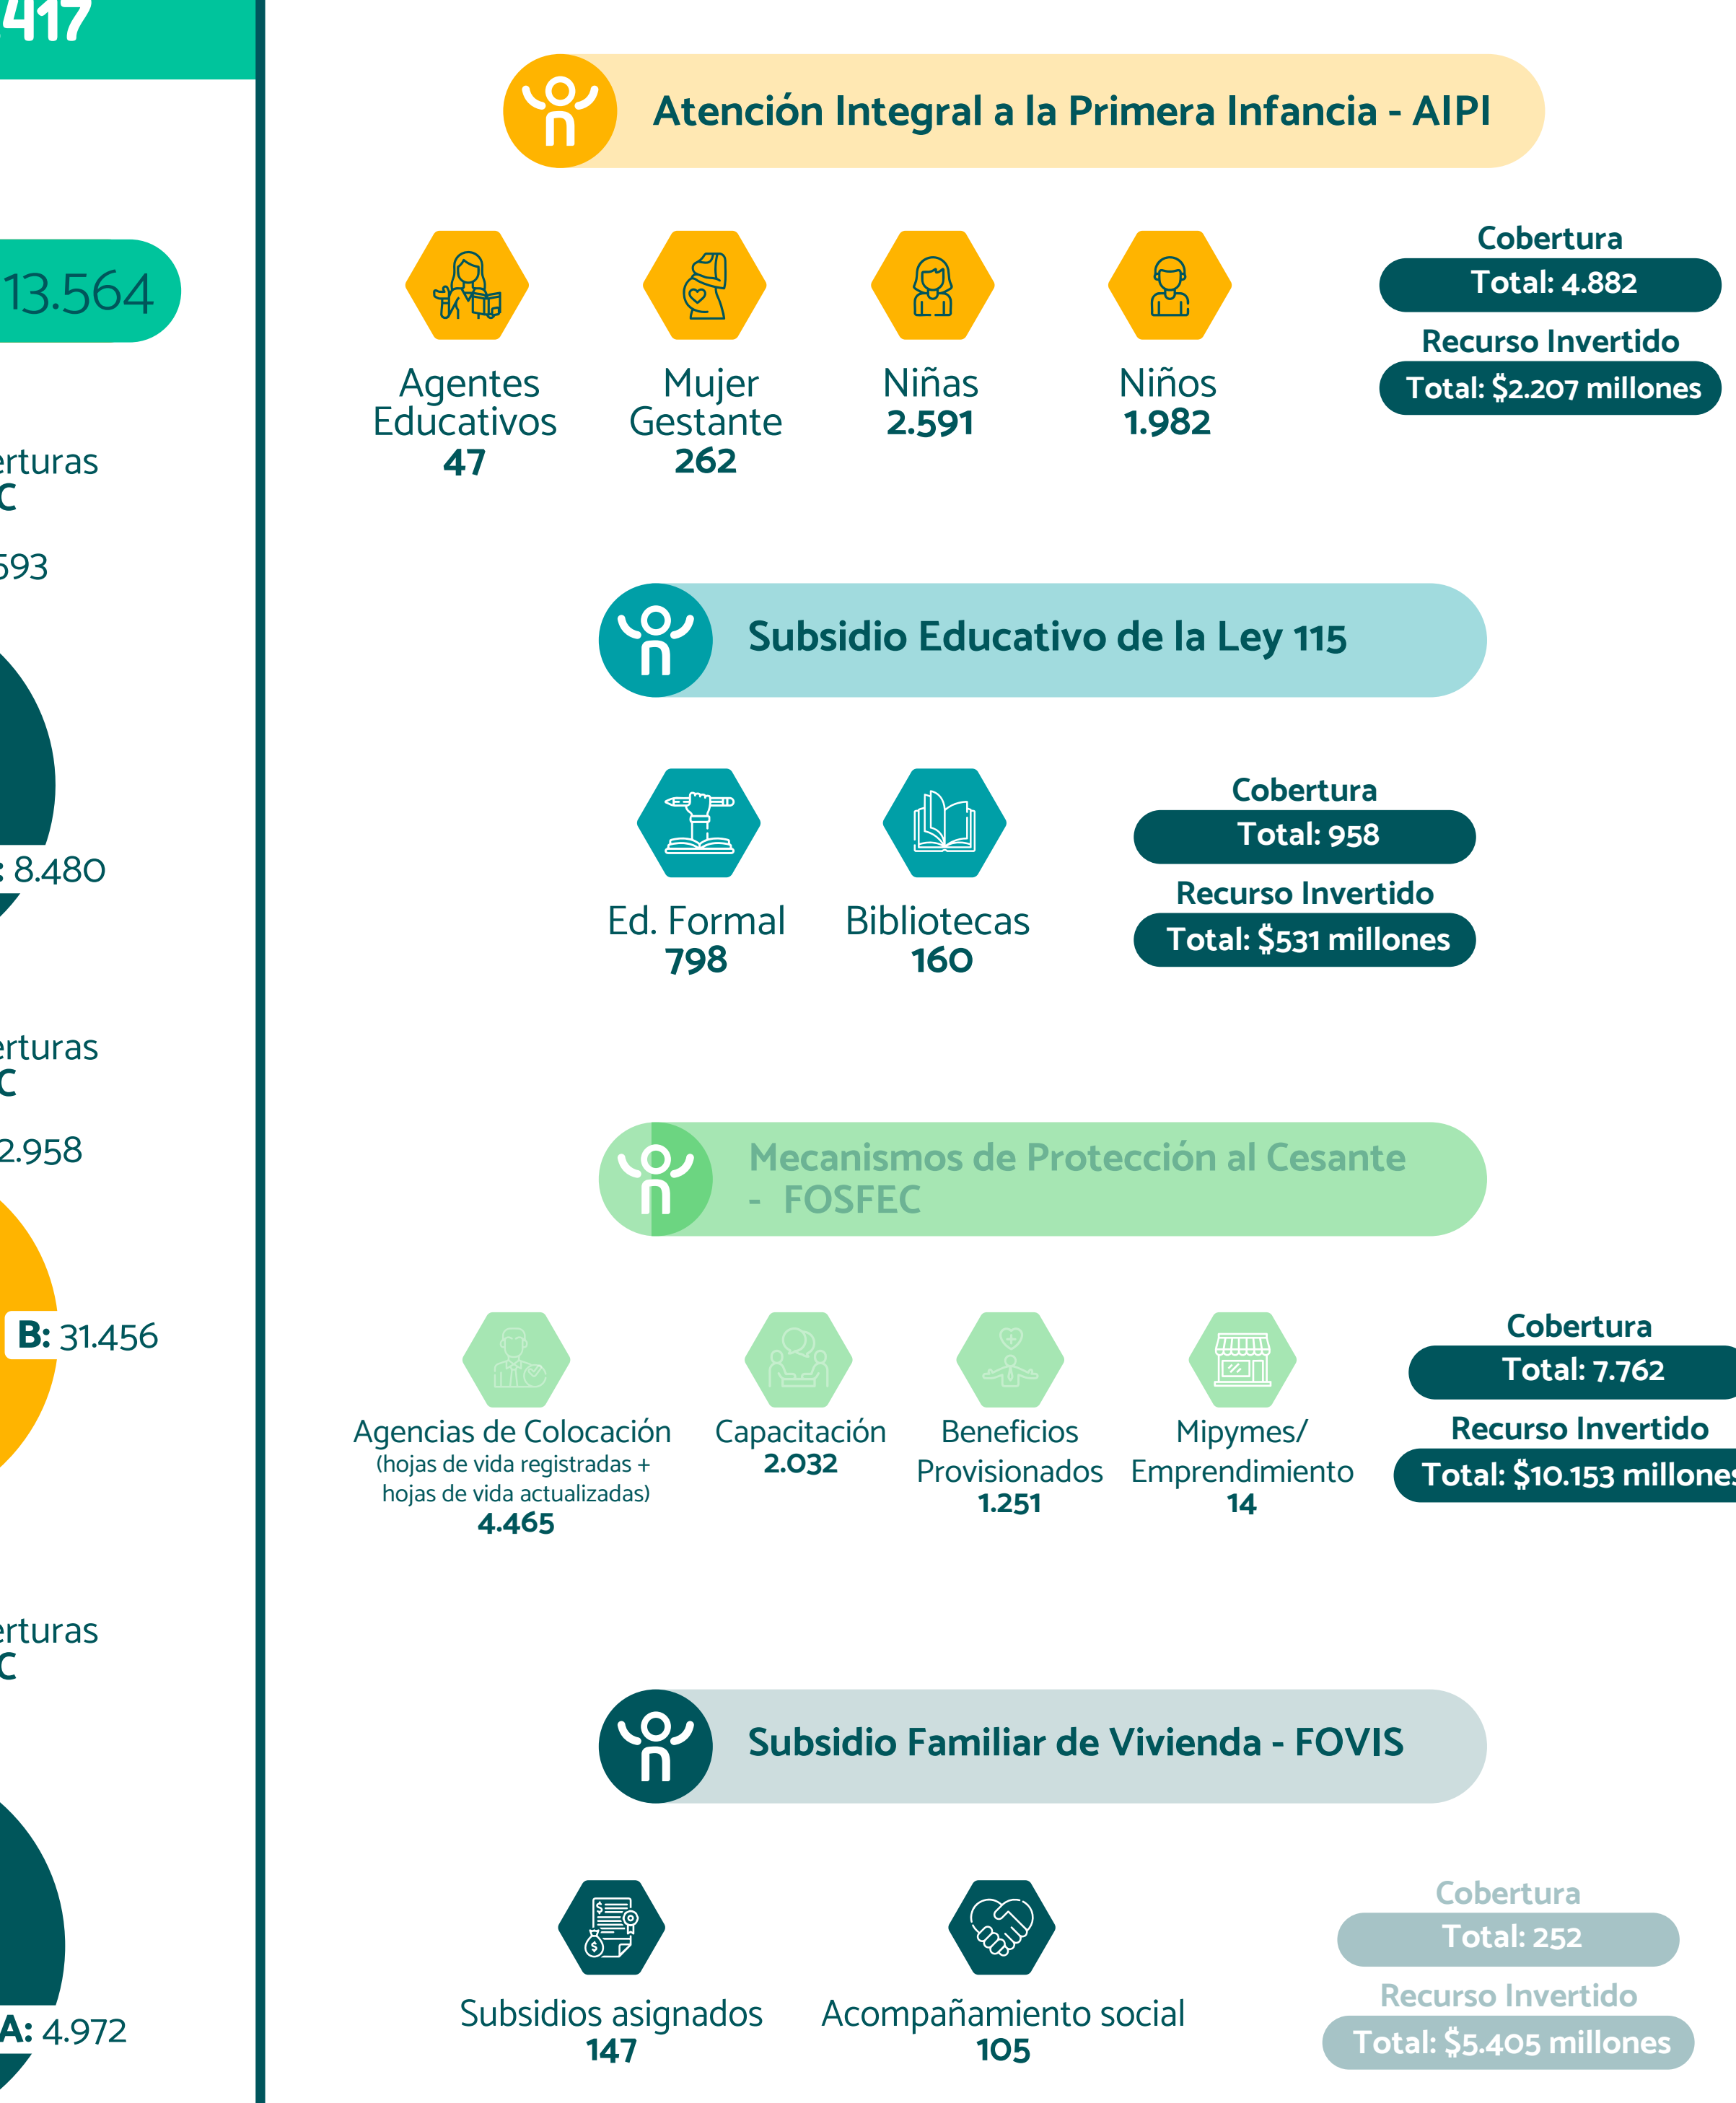 417
13.564
erturas
C
593
: 8.480
erturas
C
2.958
B: 31.456
erturas
C
A: 4.972
Atención Integral a la Primera Infancia - AIPI
Agentes
Educativos
47
Mujer
Gestante
262
Niñas
2.591
Niños
1.982
Cobertura
Total: 4.882
Recurso Invertido
Total: $2.207 millones
Subsidio Educativo de la Ley 115
Ed. Formal
798
Bibliotecas
160
Cobertura
Total: 958
Recurso Invertido
Total: $531 millones
Mecanismos de Protección al Cesante
- FOSFEC
Agencias de Colocación
(hojas de vida registradas +
hojas de vida actualizadas)
4.465
Capacitación
2.032
Beneficios
Provisionados
1.251
Mipymes/
Emprendimiento
14
Cobertura
Total: 7.762
Recurso Invertido
Total: $10.153 millones
Subsidio Familiar de Vivienda - FOVIS
Subsidios asignados
147
Acompañamiento social
105
Cobertura
Total: 252
Recurso Invertido
Total: $5.405 millones